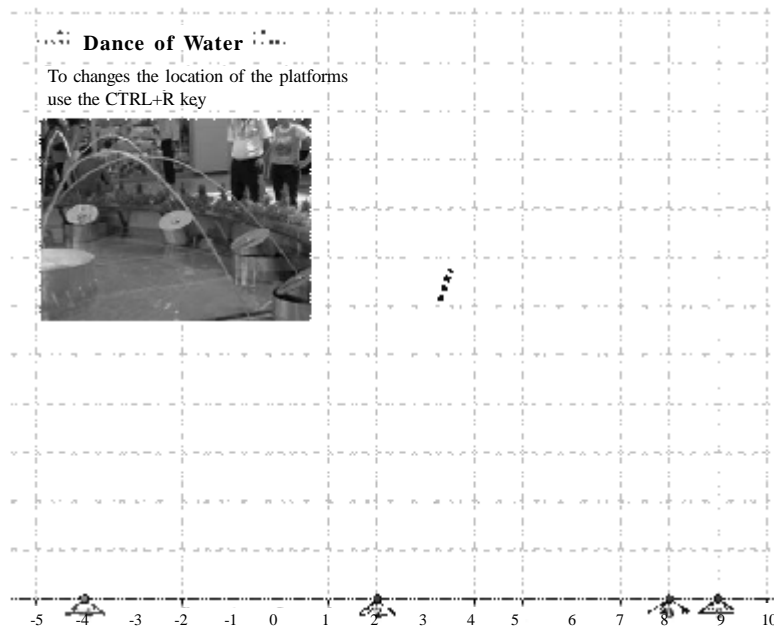 Dance of Water
To changes the location of the platforms
use the CTRL+R key
-5 -4 -3 -2 -1 0 1 2 3 4 5 6 7 8 9 10